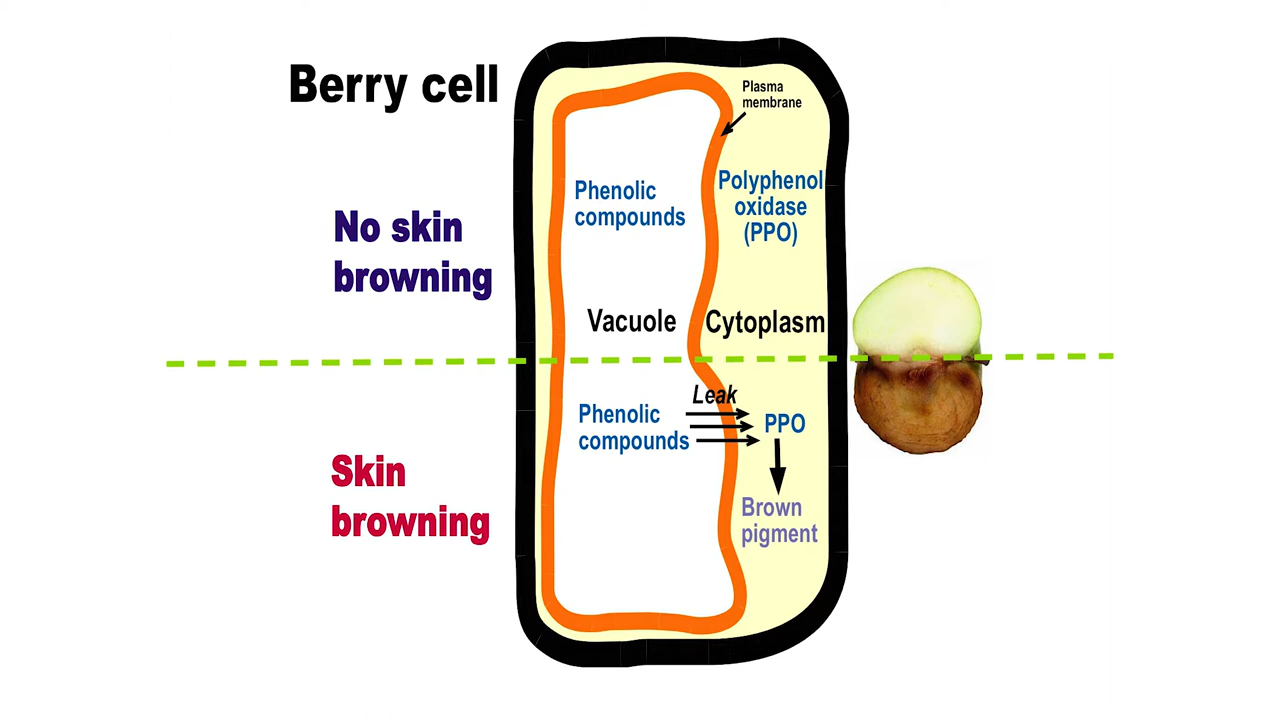 Berry cell
Plasma
membrane
No skin
browning
Phenolic
compounds
Polyphenol
oxidase
(PPO)
Vacuole
Cytoplasm
Skin
browning
Leak
Phenolic
compounds
PPO
Brown
pigment